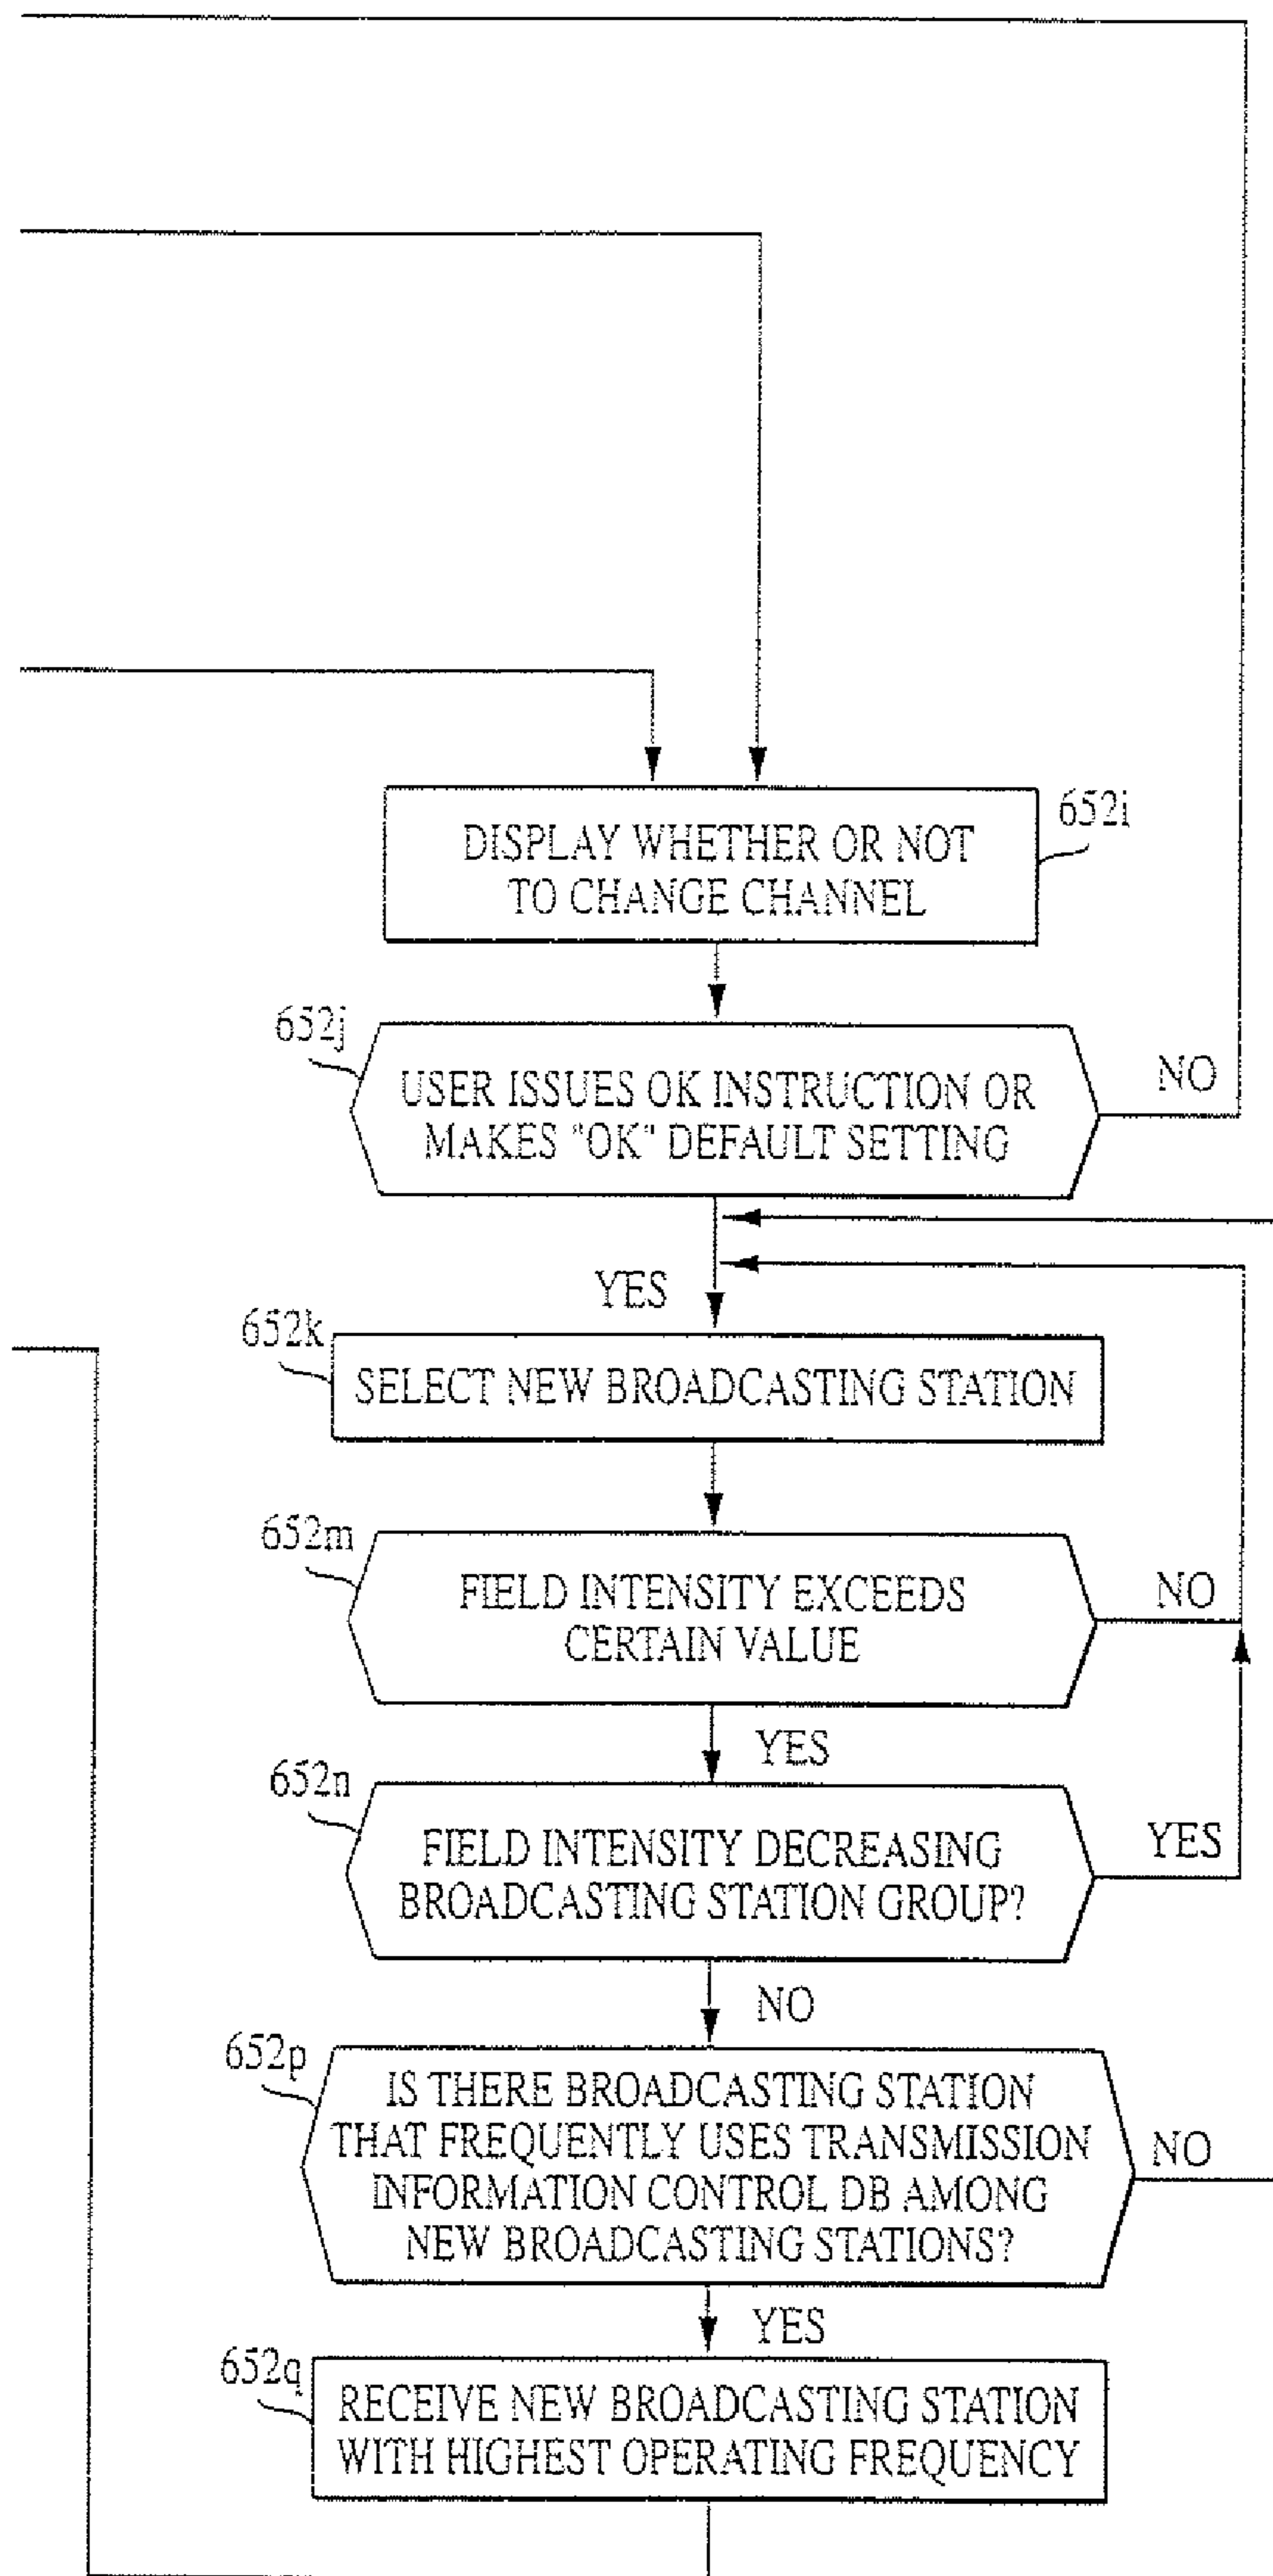 652i
DISPLAY WHETHER OR NOT
TO CHANGE CHANNEL
652j
USER ISSUES OK INSTRUCTION OR
MAKES "OK" DEFAULT SETTING
NO
YES
652k
SELECT NEW BROADCASTING STATION
652m
FIELD INTENSITY EXCEEDS
CERTAIN VALUE
NO
YES
652n
FIELD INTENSITY DECREASING
BROADCASTING STATION GROUP?
YES
NO
652p
IS THERE BROADCASTING STATION
THAT FREQUENTLY USES TRANSMISSION
INFORMATION CONTROL DB AMONG
NEW BROADCASTING STATIONS?
NO
YES
652q
RECEIVE NEW BROADCASTING STATION
WITH HIGHEST OPERATING FREQUENCY